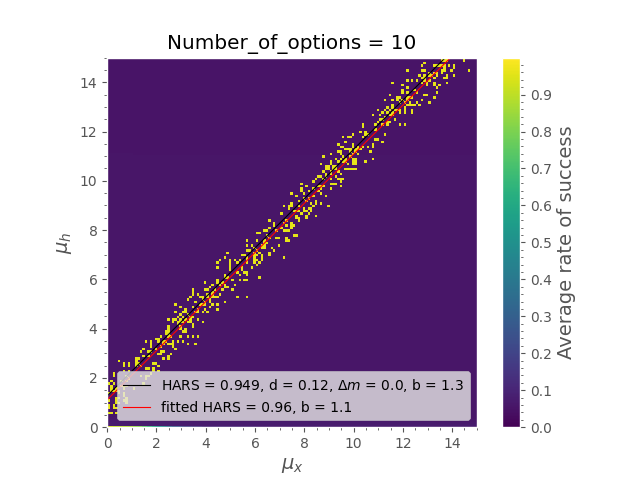 Number_of_options = 10
14
12
10
8
6
4
2
0
μh
0 2 4 6 8 10 12 14
μx
HARS = 0.949, d = 0.12, Δm = 0.0, b = 1.3
fitted HARS = 0.96, b = 1.1
0.9
0.8
0.7
0.6
0.5
0.4
0.3
0.2
0.1
0.0
Average rate of success